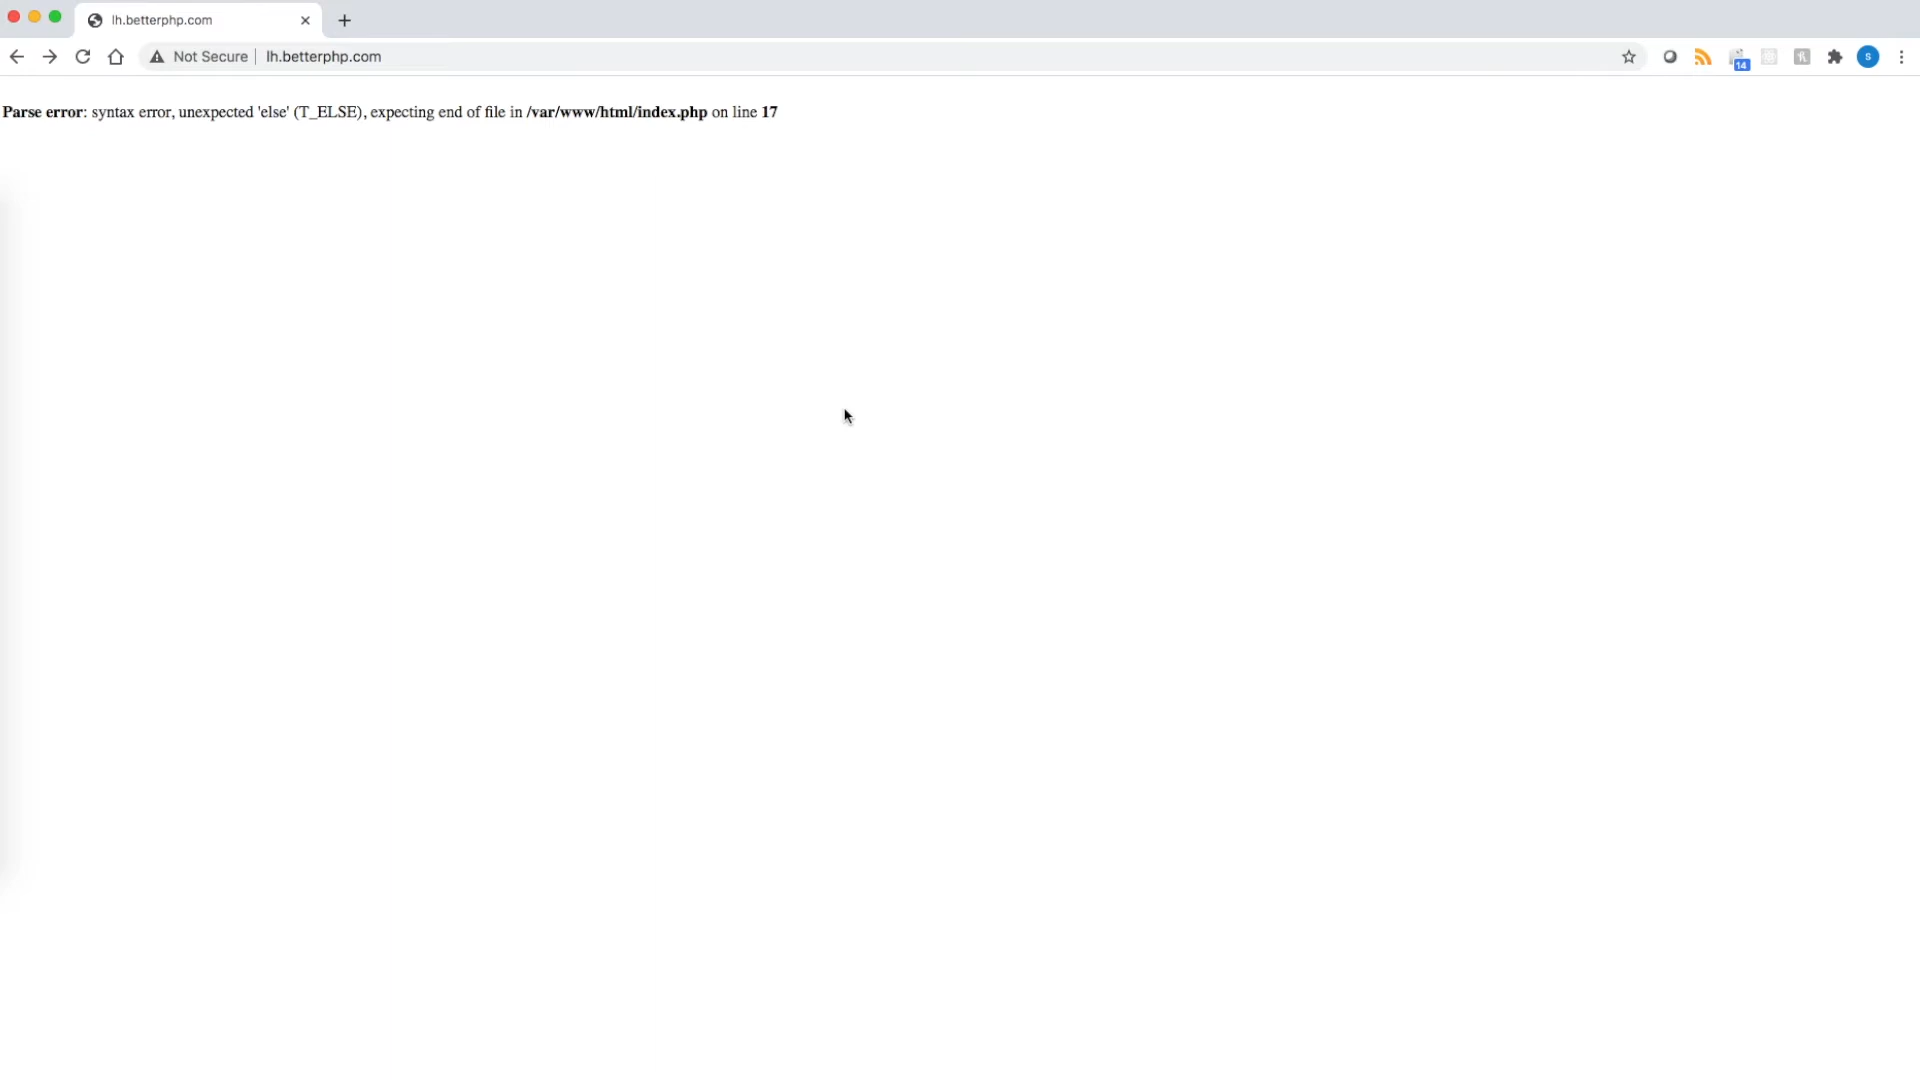 lh.betterphp.com
Not Secure lh.betterphp.com
14
S
Parse error: syntax error, unexpected 'else' (T_ELSE), expecting end of file in /var/www/html/index.php on line 17